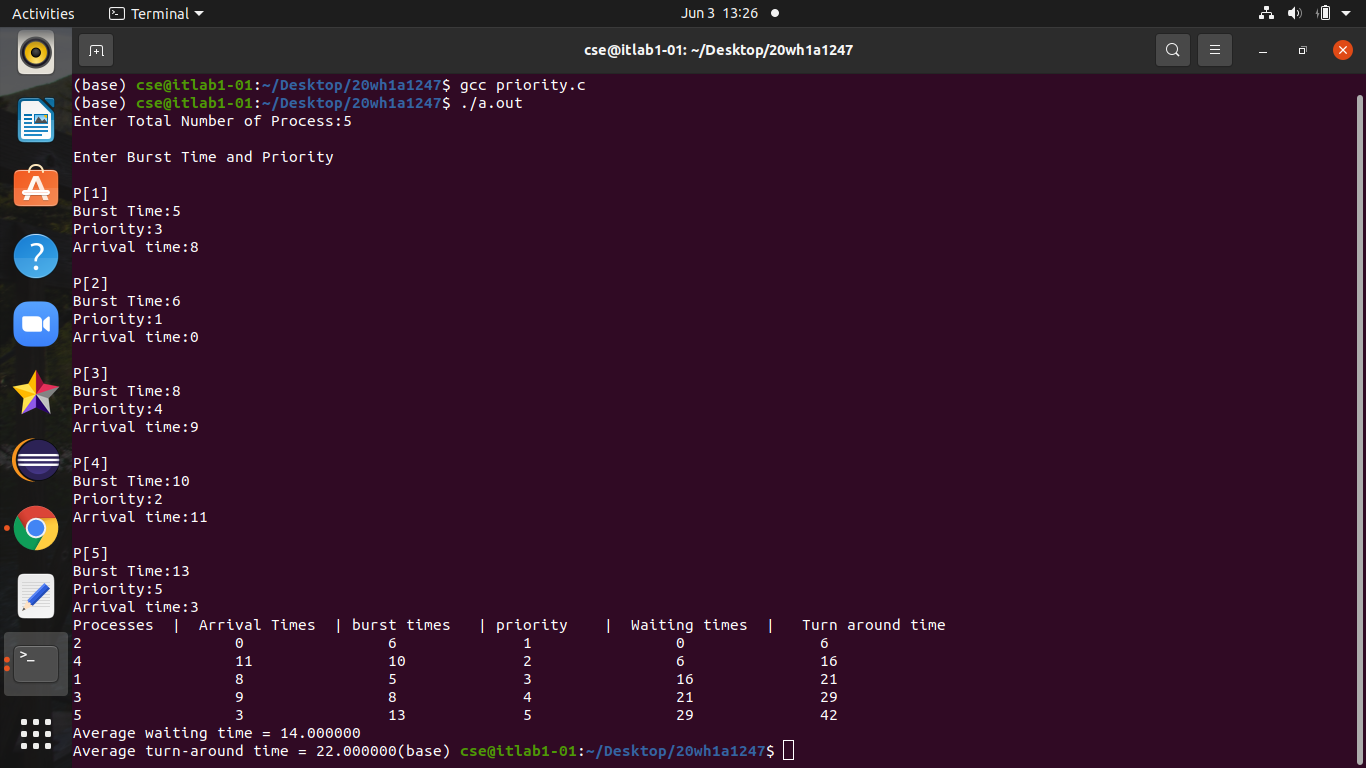 Activities Terminal Jun 3 13:26
cse@itlab1-01: ~/Desktop/20wh1a1247
(base) cse@itlab1-01:~/Desktop/20wh1a1247$ gcc priority.c
(base) cse@itlab1-01:~/Desktop/20wh1a1247$ ./a.out
Enter Total Number of Process:5
Enter Burst Time and Priority
P[1]
Burst Time:5
Priority:3
Arrival time:8
P[2]
Burst Time:6
Priority:1
Arrival time:0
P[3]
Burst Time:8
Priority:4
Arrival time:9
P[4]
Burst Time:10
Priority:2
Arrival time:11
P[5]
Burst Time:13
Priority:5
Arrival time:3
Processes | Arrival Times | burst times | priority | Waiting times | Turn around time
2 0 6 1 0 6
4 11 10 2 6 16
1 8 5 3 16 21
3 9 8 4 21 29
5 3 13 5 29 42
Average waiting time = 14.000000
Average turn-around time = 22.000000(base) cse@itlab1-01:~/Desktop/20wh1a1247$